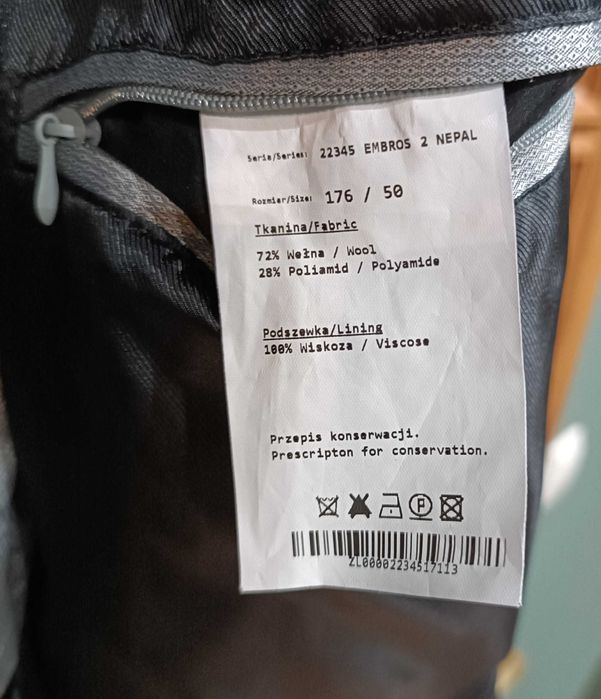 Seria/Series: 22345 EMBROS 2 NEPAL
Rozmiar/Size: 176 / 50
Tkanina/Fabric
72% Wełna / Wool
28% Poliamid / Polyamide
Podszewka/Lining
100% Wiskoza / Viscose
Przepis konserwacji.
Prescripton for conservation.
P
ZL00002234517113